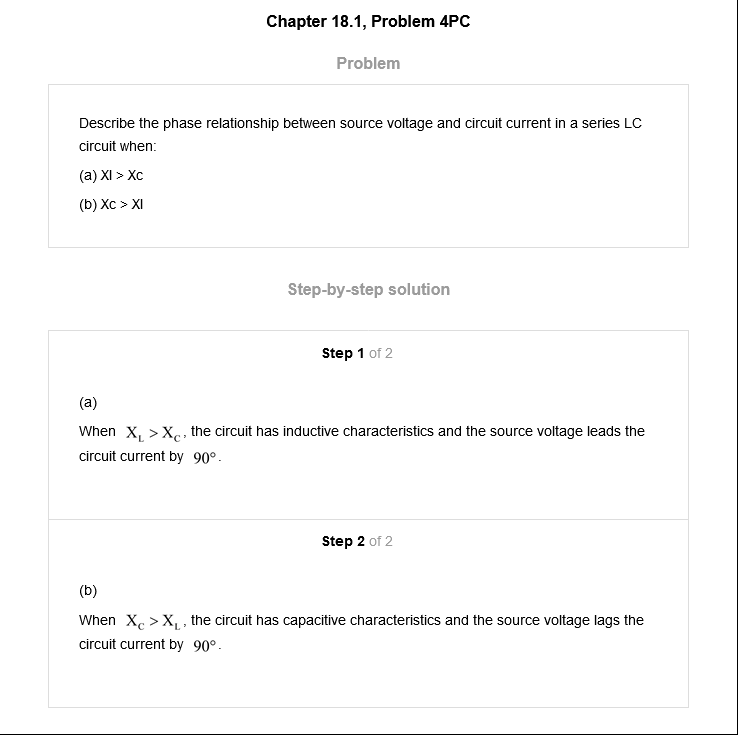 Chapter 18.1, Problem 4PC
Problem
Describe the phase relationship between source voltage and circuit current in a series LC
circuit when:
(a) Xl > Xc
(b) Xc > Xl
Step-by-step solution
Step 1 of 2
(a)
When X_L > X_C, the circuit has inductive characteristics and the source voltage leads the
circuit current by 90°.
Step 2 of 2
(b)
When X_C > X_L, the circuit has capacitive characteristics and the source voltage lags the
circuit current by 90°.